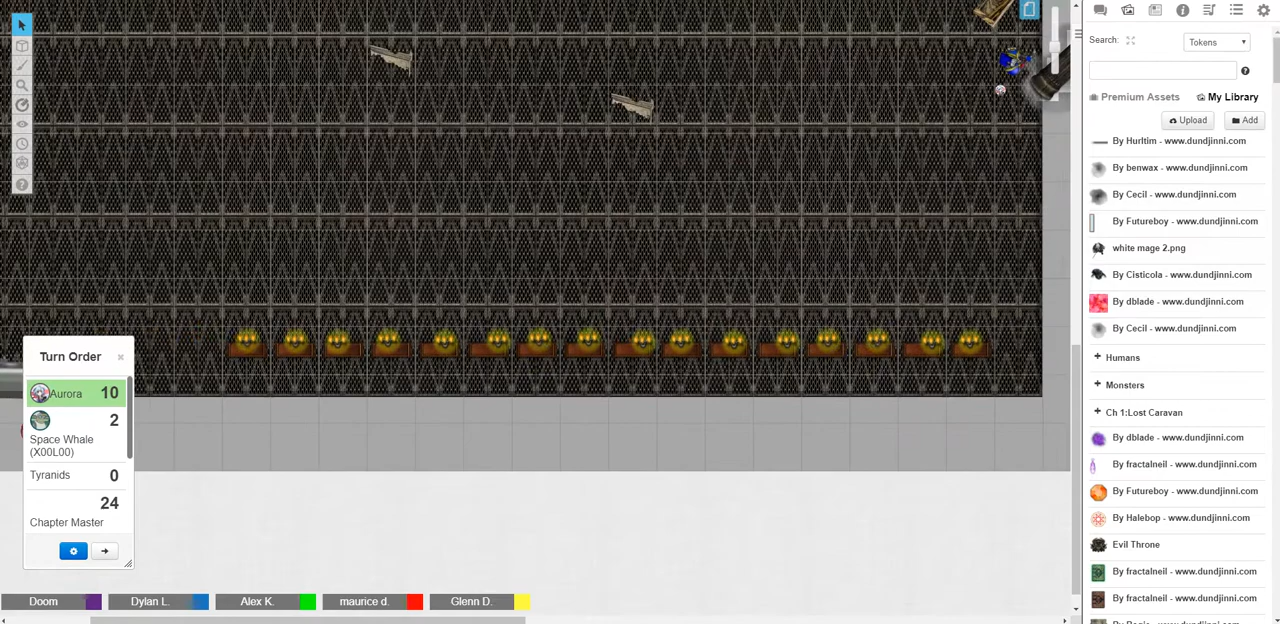 Search:
Tokens
Premium Assets
My Library
Upload
Add
By Hurltim - www.dundjinni.com
By benwax - www.dundjinni.com
By Cecil - www.dundjinni.com
By Futureboy - www.dundjinni.com
white mage 2.png
By Cisticola - www.dundjinni.com
By dblade - www.dundjinni.com
By Cecil - www.dundjinni.com
Humans
Monsters
Ch 1:Lost Caravan
By dblade - www.dundjinni.com
By fractalneil - www.dundjinni.com
By Futureboy - www.dundjinni.com
By Halebop - www.dundjinni.com
Evil Throne
By fractalneil - www.dundjinni.com
By fractalneil - www.dundjinni.com
Turn Order
Aurora 10
2
Space Whale
(X00L00)
Tyranids 0
24
Chapter Master
Doom
Dylan L.
Alex K.
maurice d.
Glenn D.